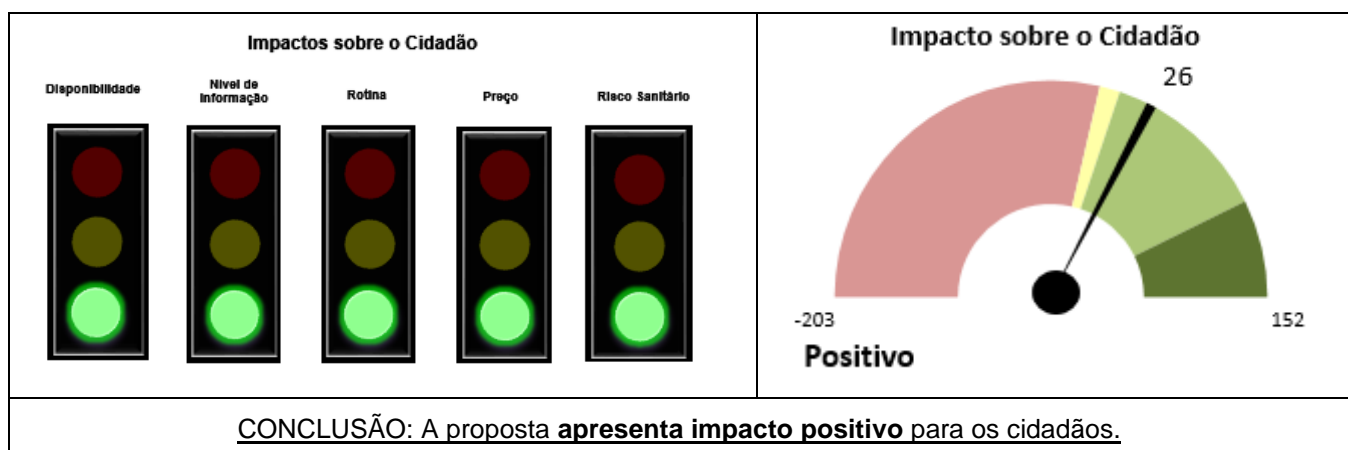 Impactos sobre o Cidadão
Disponibilidade
Nível de
Informação
Rotina
Preço
Risco Sanitário
Impacto sobre o Cidadão
26
-203
152
Positivo
CONCLUSÃO: A proposta apresenta impacto positivo para os cidadãos.